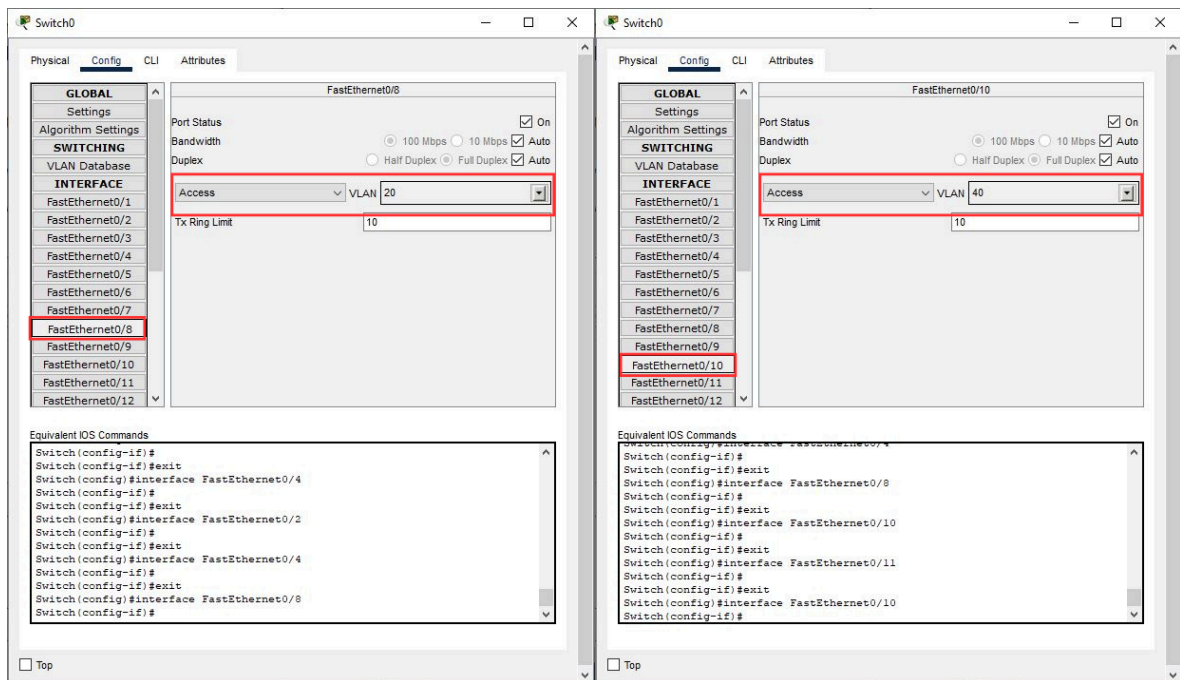 Switch0
Physical Config CLI Attributes
GLOBAL
Settings
Algorithm Settings
SWITCHING
VLAN Database
INTERFACE
FastEthernet0/1
FastEthernet0/2
FastEthernet0/3
FastEthernet0/4
FastEthernet0/5
FastEthernet0/6
FastEthernet0/7
FastEthernet0/8
FastEthernet0/9
FastEthernet0/10
FastEthernet0/11
FastEthernet0/12
FastEthernet0/8
Port Status On
Bandwidth 100 Mbps 10 Mbps Auto
Duplex Half Duplex Full Duplex Auto
Access VLAN 20
Tx Ring Limit 10
Equivalent IOS Commands
Switch(config-if)#
Switch(config-if)#exit
Switch(config)#interface FastEthernet0/4
Switch(config-if)#
Switch(config-if)#exit
Switch(config)#interface FastEthernet0/2
Switch(config-if)#
Switch(config-if)#exit
Switch(config)#interface FastEthernet0/4
Switch(config-if)#
Switch(config-if)#exit
Switch(config)#interface FastEthernet0/8
Switch(config-if)#
Top
Switch0
Physical Config CLI Attributes
GLOBAL
Settings
Algorithm Settings
SWITCHING
VLAN Database
INTERFACE
FastEthernet0/1
FastEthernet0/2
FastEthernet0/3
FastEthernet0/4
FastEthernet0/5
FastEthernet0/6
FastEthernet0/7
FastEthernet0/8
FastEthernet0/9
FastEthernet0/10
FastEthernet0/11
FastEthernet0/12
FastEthernet0/10
Port Status On
Bandwidth 100 Mbps 10 Mbps Auto
Duplex Half Duplex Full Duplex Auto
Access VLAN 40
Tx Ring Limit 10
Equivalent IOS Commands
Switch(config)#interface FastEthernet0/4
Switch(config-if)#
Switch(config-if)#exit
Switch(config)#interface FastEthernet0/8
Switch(config-if)#
Switch(config-if)#exit
Switch(config)#interface FastEthernet0/10
Switch(config-if)#
Switch(config-if)#exit
Switch(config)#interface FastEthernet0/11
Switch(config-if)#
Switch(config-if)#exit
Switch(config)#interface FastEthernet0/10
Switch(config-if)#
Top